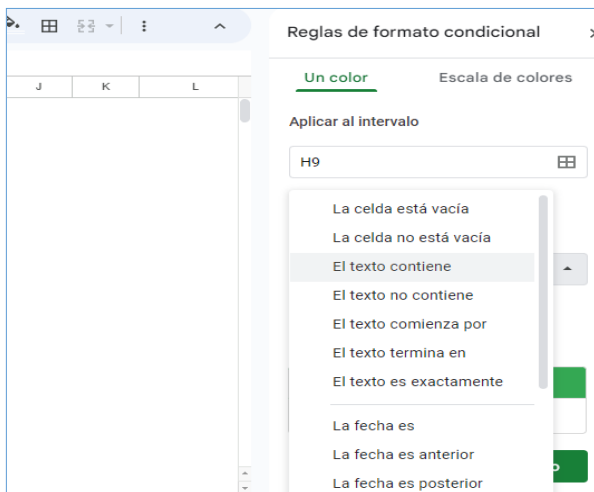 Reglas de formato condicional
J K L
Un color Escala de colores
Aplicar al intervalo
H9
La celda está vacía
La celda no está vacía
El texto contiene
El texto no contiene
El texto comienza por
El texto termina en
El texto es exactamente
La fecha es
La fecha es anterior
La fecha es posterior